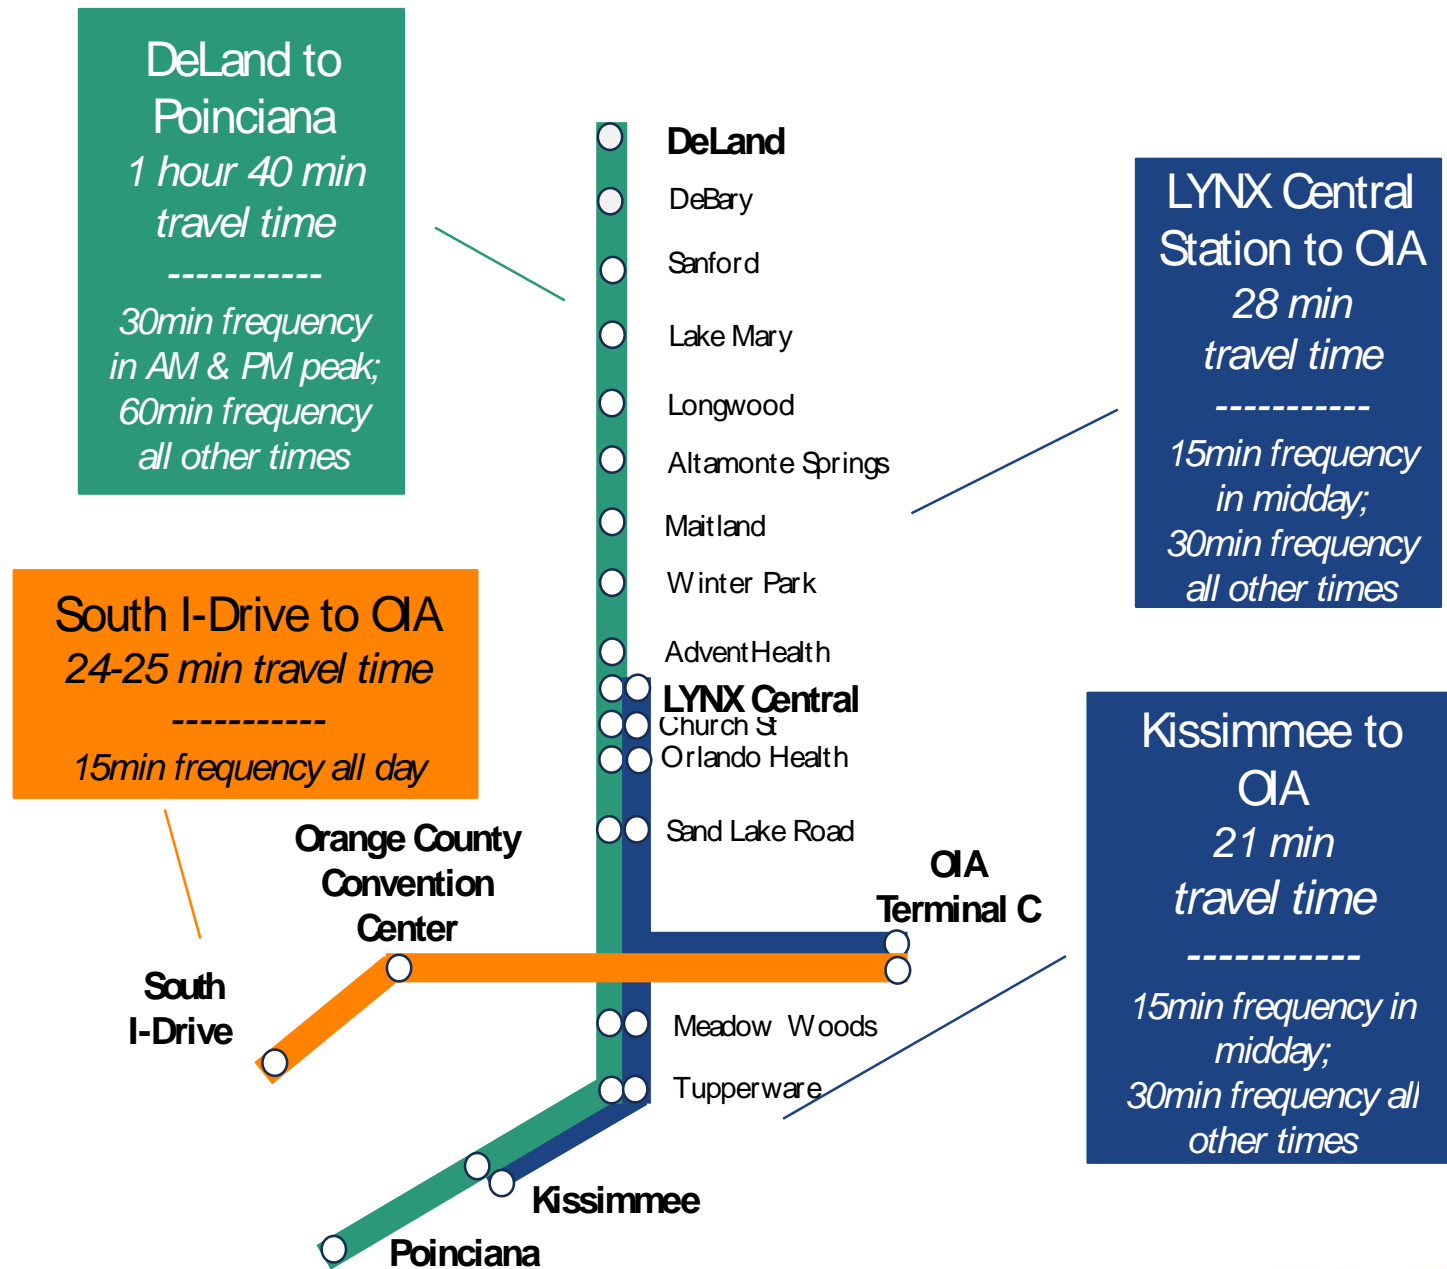 DeLand to
Poinciana
1 hour 40 min
travel time
-----------
30min frequency
in AM & PM peak;
60min frequency
all other times
DeLand
DeBary
Sanford
Lake Mary
Longwood
Altamonte Springs
Maitland
Winter Park
AdventHealth
LYNX Central
Church St
Orlando Health
Sand Lake Road
LYNX Central
Station to OIA
28 min
travel time
-----------
15min frequency
in midday;
30min frequency
all other times
South I-Drive to OIA
24-25 min travel time
-----------
15min frequency all day
Orange County
Convention
Center
South
I-Drive
OIA
Terminal C
Meadow Woods
Tupperware
Kissimmee
Poinciana
Kissimmee to
OIA
21 min
travel time
-----------
15min frequency in
midday;
30min frequency all
other times